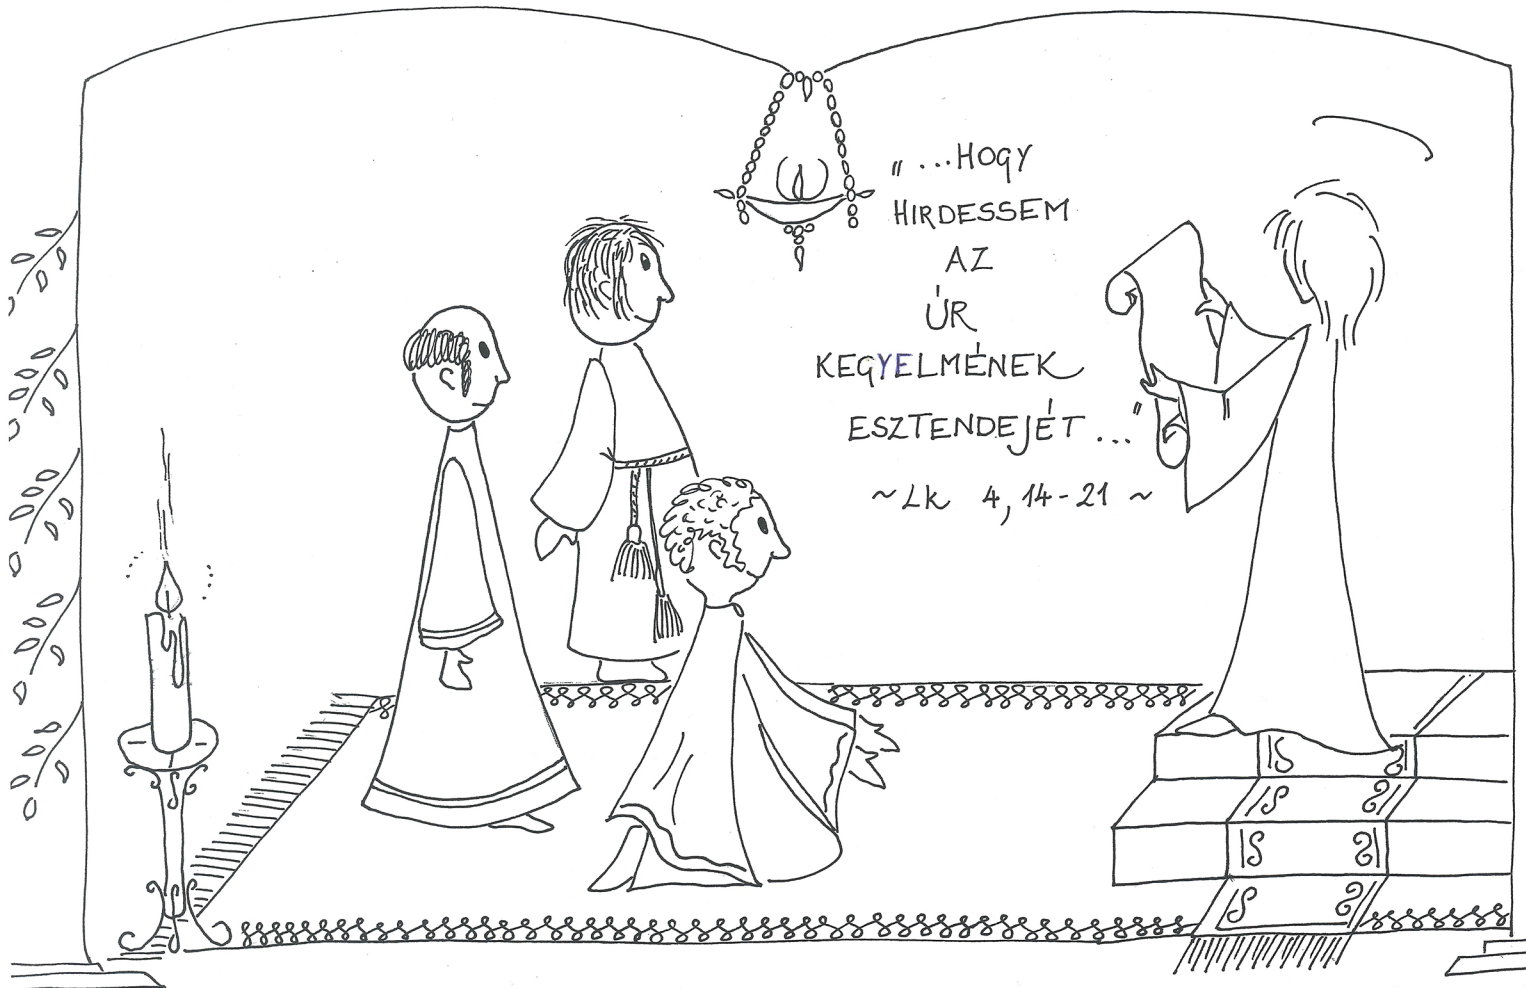 „...HOGY
HIRDESSEM
AZ
ÚR
KEGYELMÉNEK
ESZTENDEJÉT..."
~Lk 4,14-21~